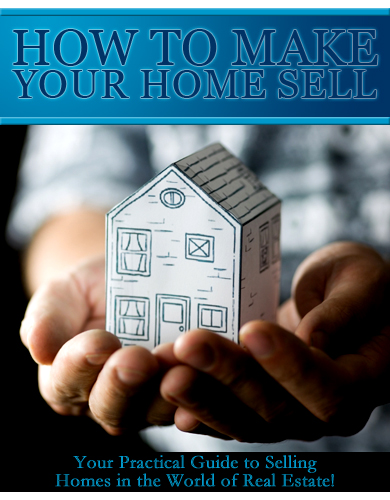 HOW TO MAKE
YOUR HOME SELL
Your Practical Guide to Selling
Homes in the World of Real Estate!